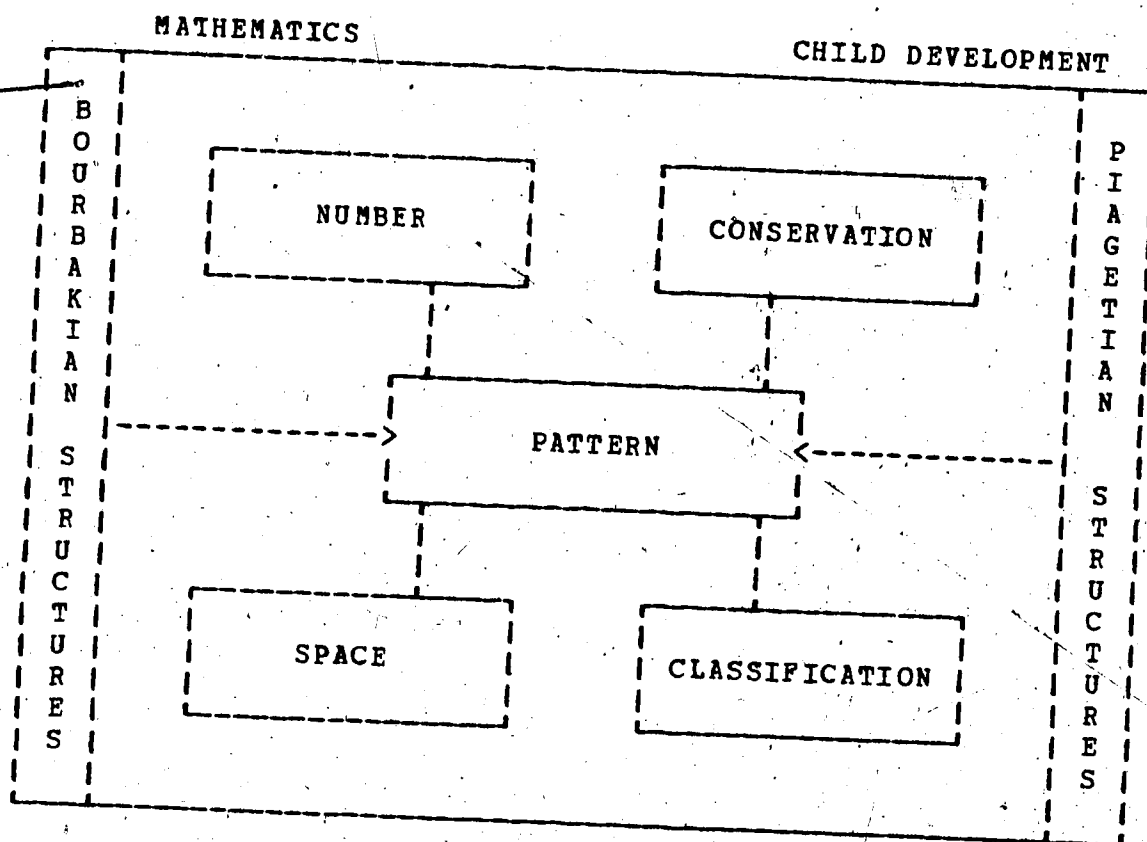 MATHEMATICS
CHILD DEVELOPMENT
BOURBAKIAN STRUCTURES
NUMBER
CONSERVATION
PATTERN
SPACE
CLASSIFICATION
PIAGETIAN STRUCTURES